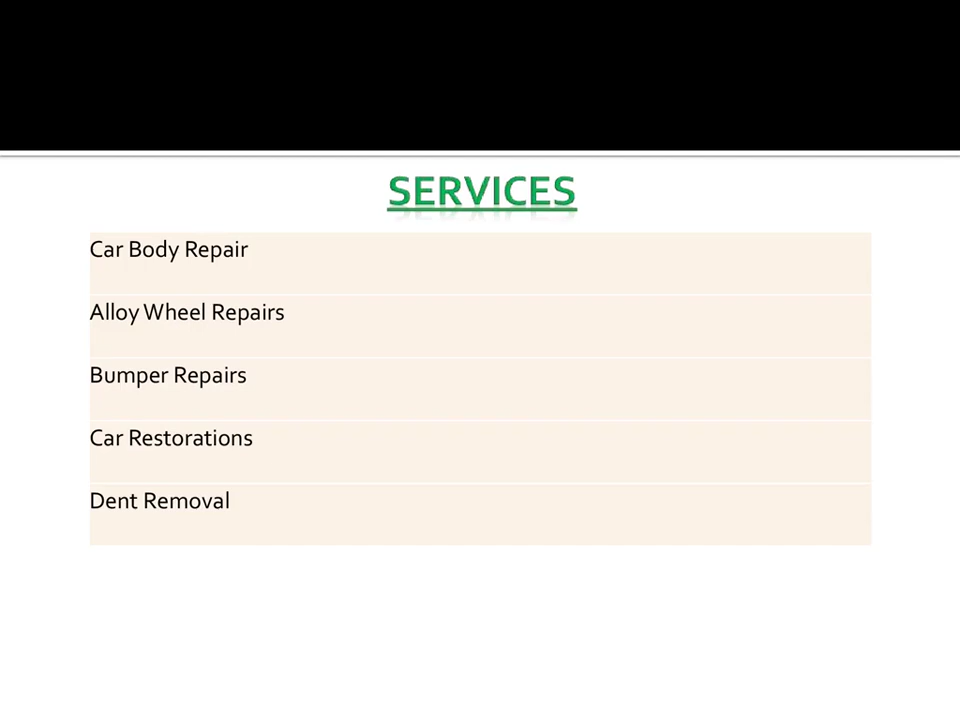 SERVICES
Car Body Repair
Alloy Wheel Repairs
Bumper Repairs
Car Restorations
Dent Removal